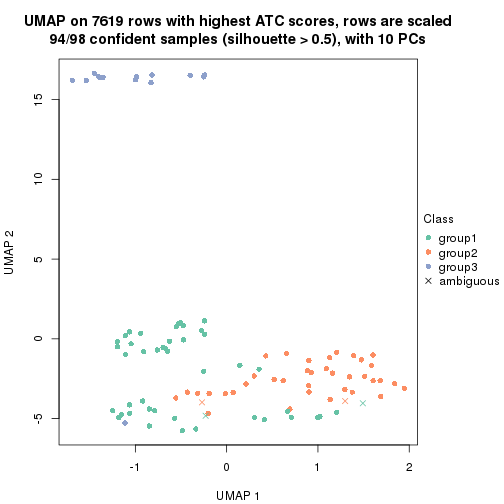 UMAP on 7619 rows with highest ATC scores, rows are scaled
94/98 confident samples (silhouette > 0.5), with 10 PCs
15
10
5
0
-5
UMAP 2
-1
0
1
2
UMAP 1
Class
group1
group2
group3
ambiguous